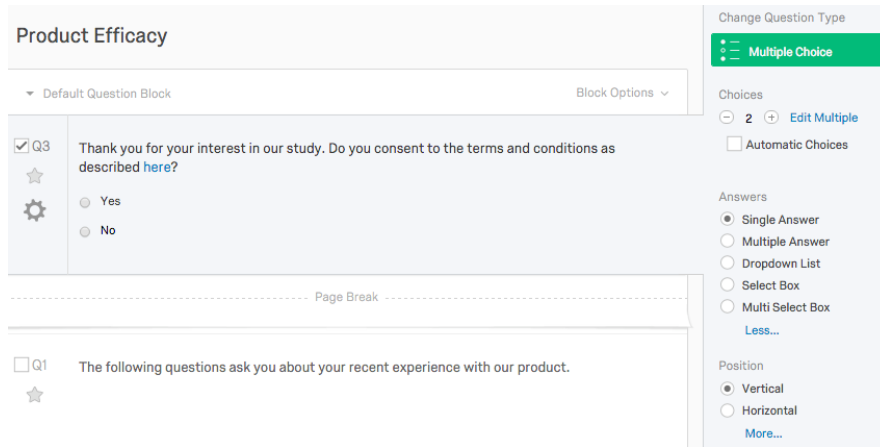 Product Efficacy
Default Question Block
Block Options
Q3
Thank you for your interest in our study. Do you consent to the terms and conditions as
described here?
Yes
No
Page Break
Q1
The following questions ask you about your recent experience with our product.
Change Question Type
Multiple Choice
Choices
2 Edit Multiple
Automatic Choices
Answers
Single Answer
Multiple Answer
Dropdown List
Select Box
Multi Select Box
Less...
Position
Vertical
Horizontal
More...